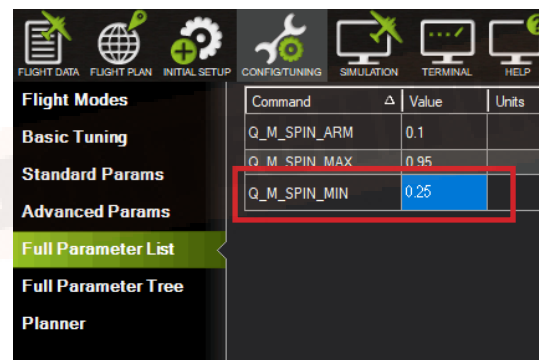 FLIGHT DATA FLIGHT PLAN INITIAL SETUP CONFIG/TUNING SIMULATION TERMINAL HELP
Flight Modes
Basic Tuning
Standard Params
Advanced Params
Full Parameter List
Full Parameter Tree
Planner
Command Value Units
Q_M_SPIN_ARM 0.1
Q_M_SPIN_MAX 0.95
Q_M_SPIN_MIN 0.25